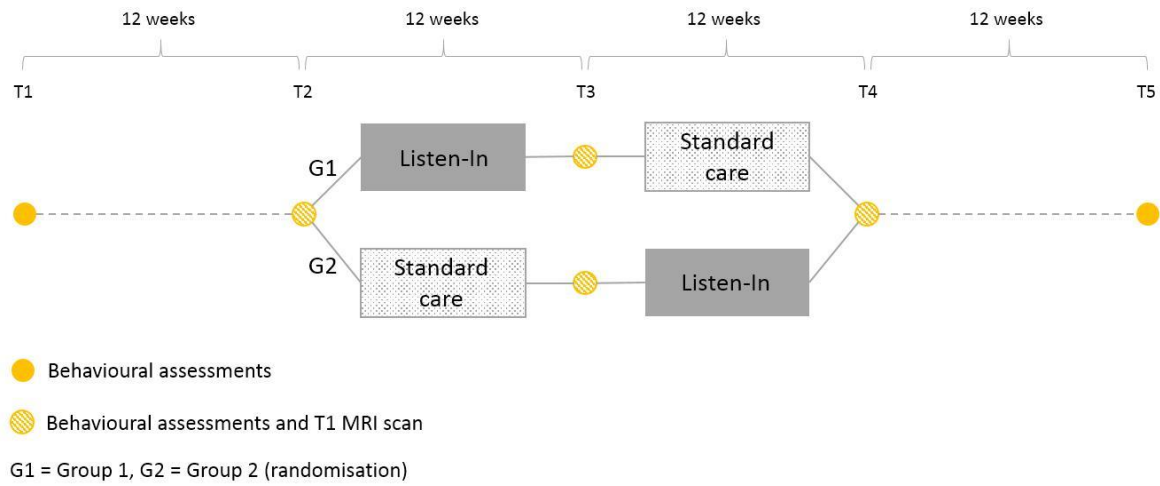 12 weeks 12 weeks 12 weeks 12 weeks
T1 T2 T3 T4 T5
G1
Listen-In
Standard
care
G2
Standard
care
Listen-In
Behavioural assessments
Behavioural assessments and T1 MRI scan
G1 = Group 1, G2 = Group 2 (randomisation)